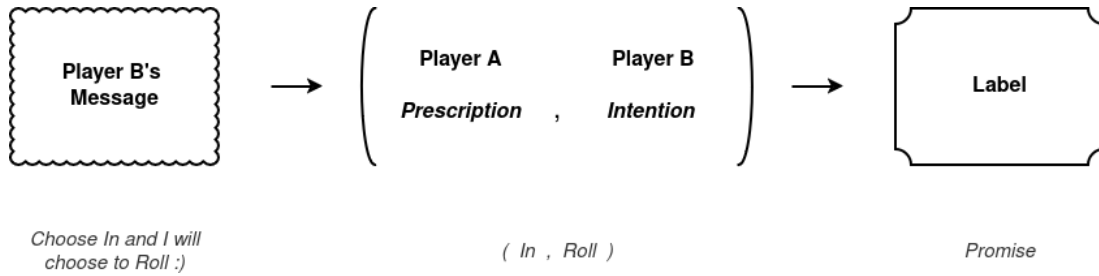 Player B's
Message
Player A
Player B
Prescription , Intention
Label
Choose In and I will
choose to Roll :)
( In , Roll )
Promise